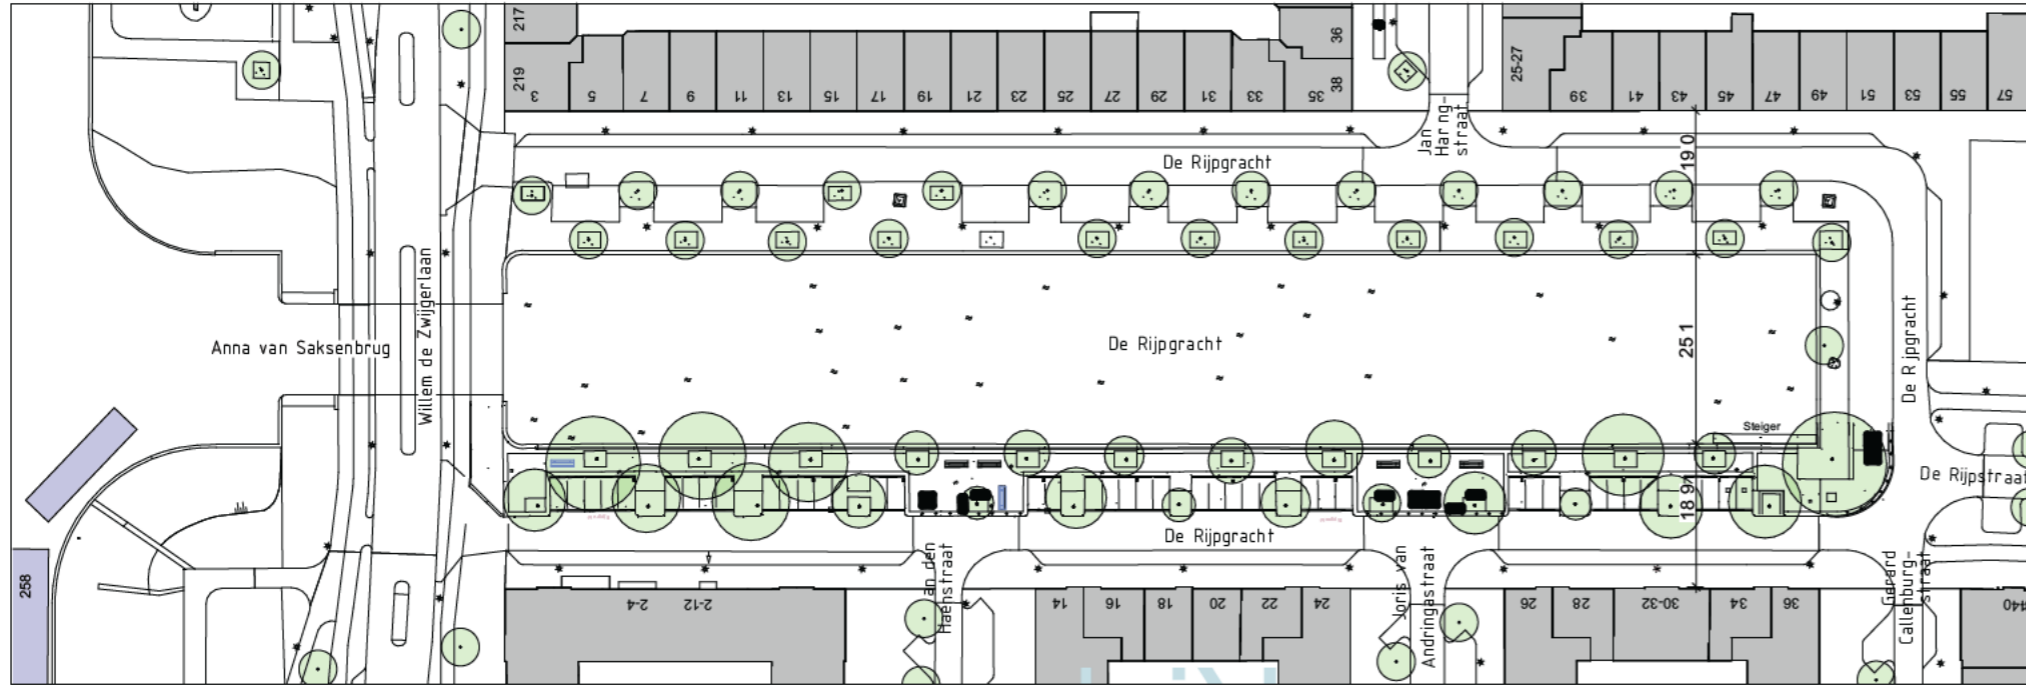 217
219
3
5
7
9
11
13
15
17
19
21
23
25
27
29
31
33
35
36
38
25-27
39
41
43
45
47
49
51
53
55
57
Jan
Haring-
straat
De Rijpgracht
19 0
Willem de Zwijgerlaan
Anna van Saksenbrug
De Rijpgracht
25 1
De Rijpgracht
Steiger
De Rijpstraat
18 97
De Rijpgracht
258
2-4
2-12
an den
Haenstraat
14
16
18
20
22
24
Joris van
Andringastraat
26
28
30-32
34
36
Gerard
Callenburg-
straat